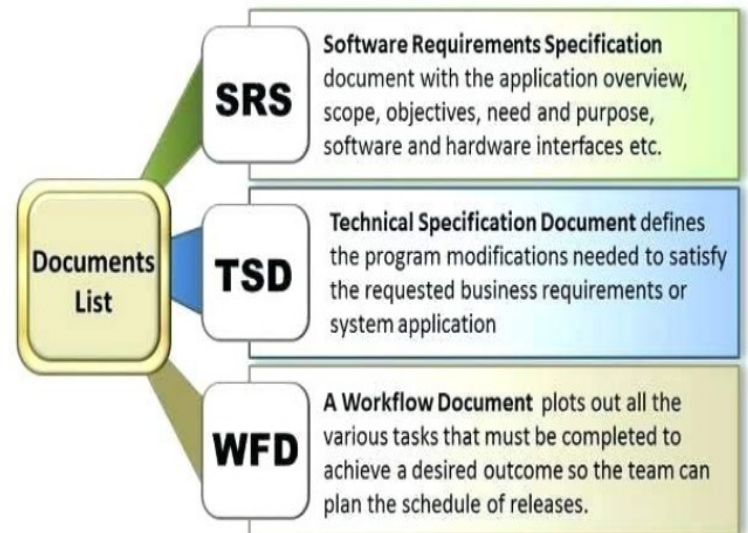 Documents
List
SRS
Software Requirements Specification
document with the application overview,
scope, objectives, need and purpose,
software and hardware interfaces etc.
TSD
Technical Specification Document defines
the program modifications needed to satisfy
the requested business requirements or
system application
WFD
A Workflow Document plots out all the
various tasks that must be completed to
achieve a desired outcome so the team can
plan the schedule of releases.